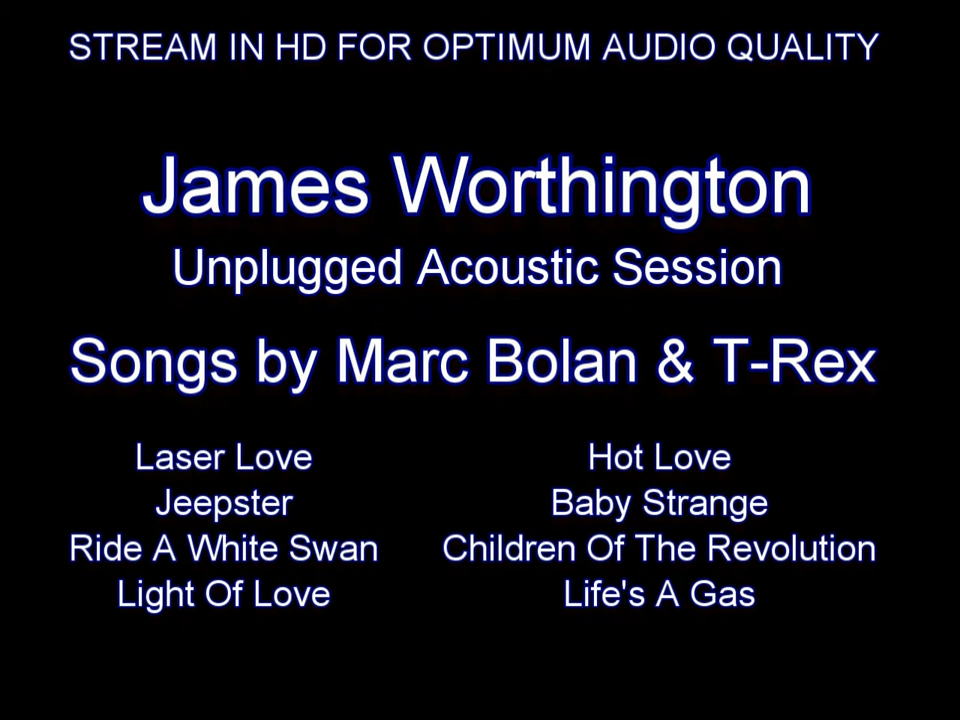 STREAM IN HD FOR OPTIMUM AUDIO QUALITY
James Worthington
Unplugged Acoustic Session
Songs by Marc Bolan & T-Rex
Laser Love
Jeepster
Ride A White Swan
Light Of Love
Hot Love
Baby Strange
Children Of The Revolution
Life's A Gas